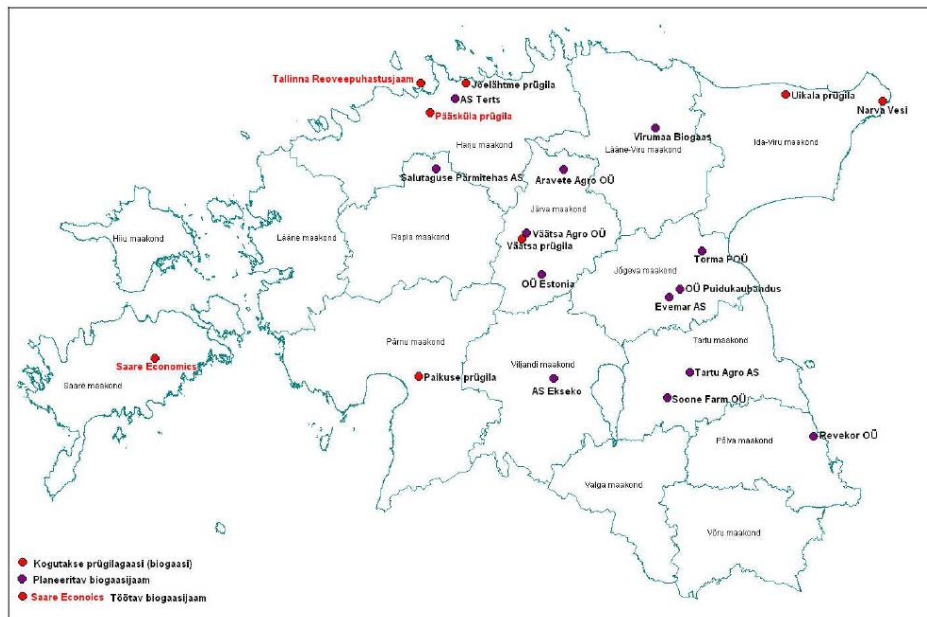 Tallinna Reoveepuhastusjaam
Jõelähtme prügila
AS Terts
Pääsküla prügila
Uikala prügila
Narva Vesi
Virumaa Biogaas
Harju maakond
Lääne-Viru maakond
Ida-Viru maakond
Salutaguse Pärmitehas AS
Aravete Agro OÜ
Järva maakond
Hiiu maakond
Lääne maakond
Rapla maakond
Väätsa Agro OÜ
Väätsa prügila
Torma POÜ
Jõgeva maakond
OÜ Estonia
OÜ Puidukaubandus
Evemar AS
Pärnu maakond
Tartu maakond
Saare Economics
Viljandi maakond
Saare maakond
Paikuse prügila
AS Ekseko
Tartu Agro AS
Soone Farm OÜ
Põlva maakond
Revekor OÜ
Valga maakond
Võru maakond
Kogutakse prügilagaasi (biogaasi)
Planeeritav biogaasijaam
Saare Econoics Töötav biogaasijaam